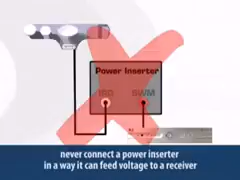 Power Inserter
IRD SWM
never connect a power inserter
in a way it can feed voltage to a receiver